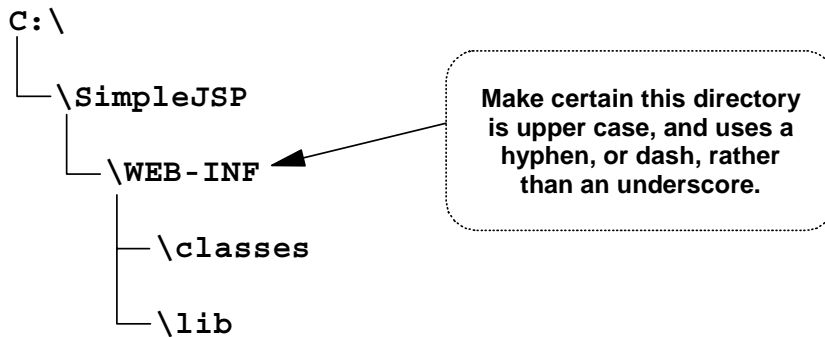 C:\
\SimpleJSP
Make certain this directory
is upper case, and uses a
hyphen, or dash, rather
than an underscore.
\WEB-INF
\classes
\lib